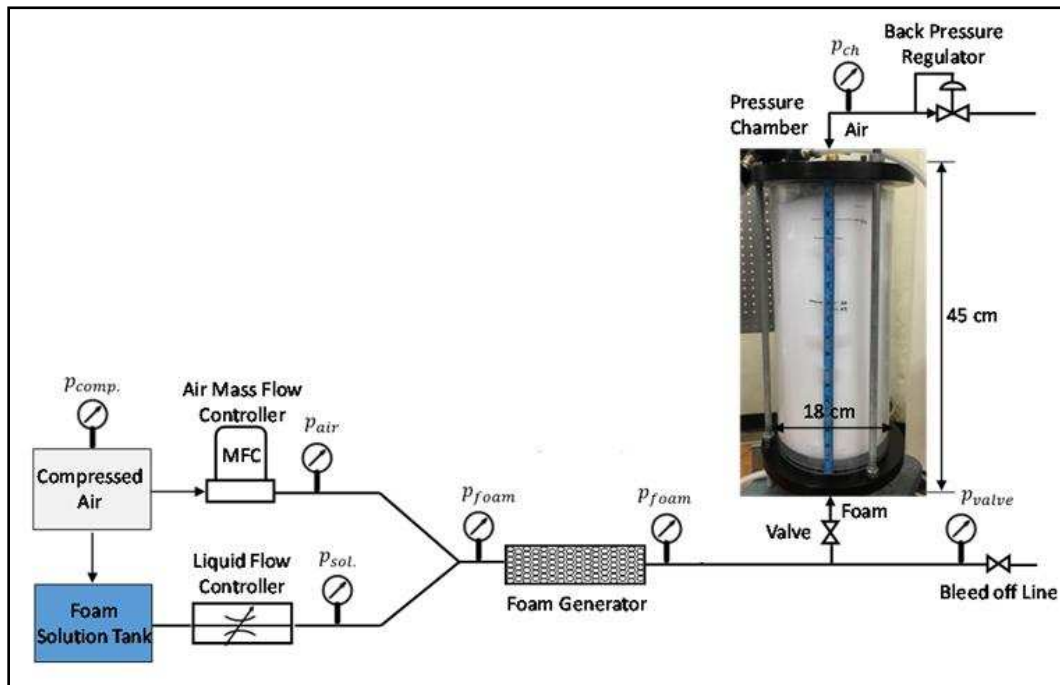 Back Pressure
Regulator
p_ch
Pressure
Chamber
Air
45 cm
18 cm
p_comp.
Air Mass Flow
Controller
MFC
p_air
Compressed
Air
p_foam
p_foam
Foam
Valve
p_valve
Liquid Flow
Controller
p_sol.
Foam Generator
Bleed off Line
Foam
Solution Tank